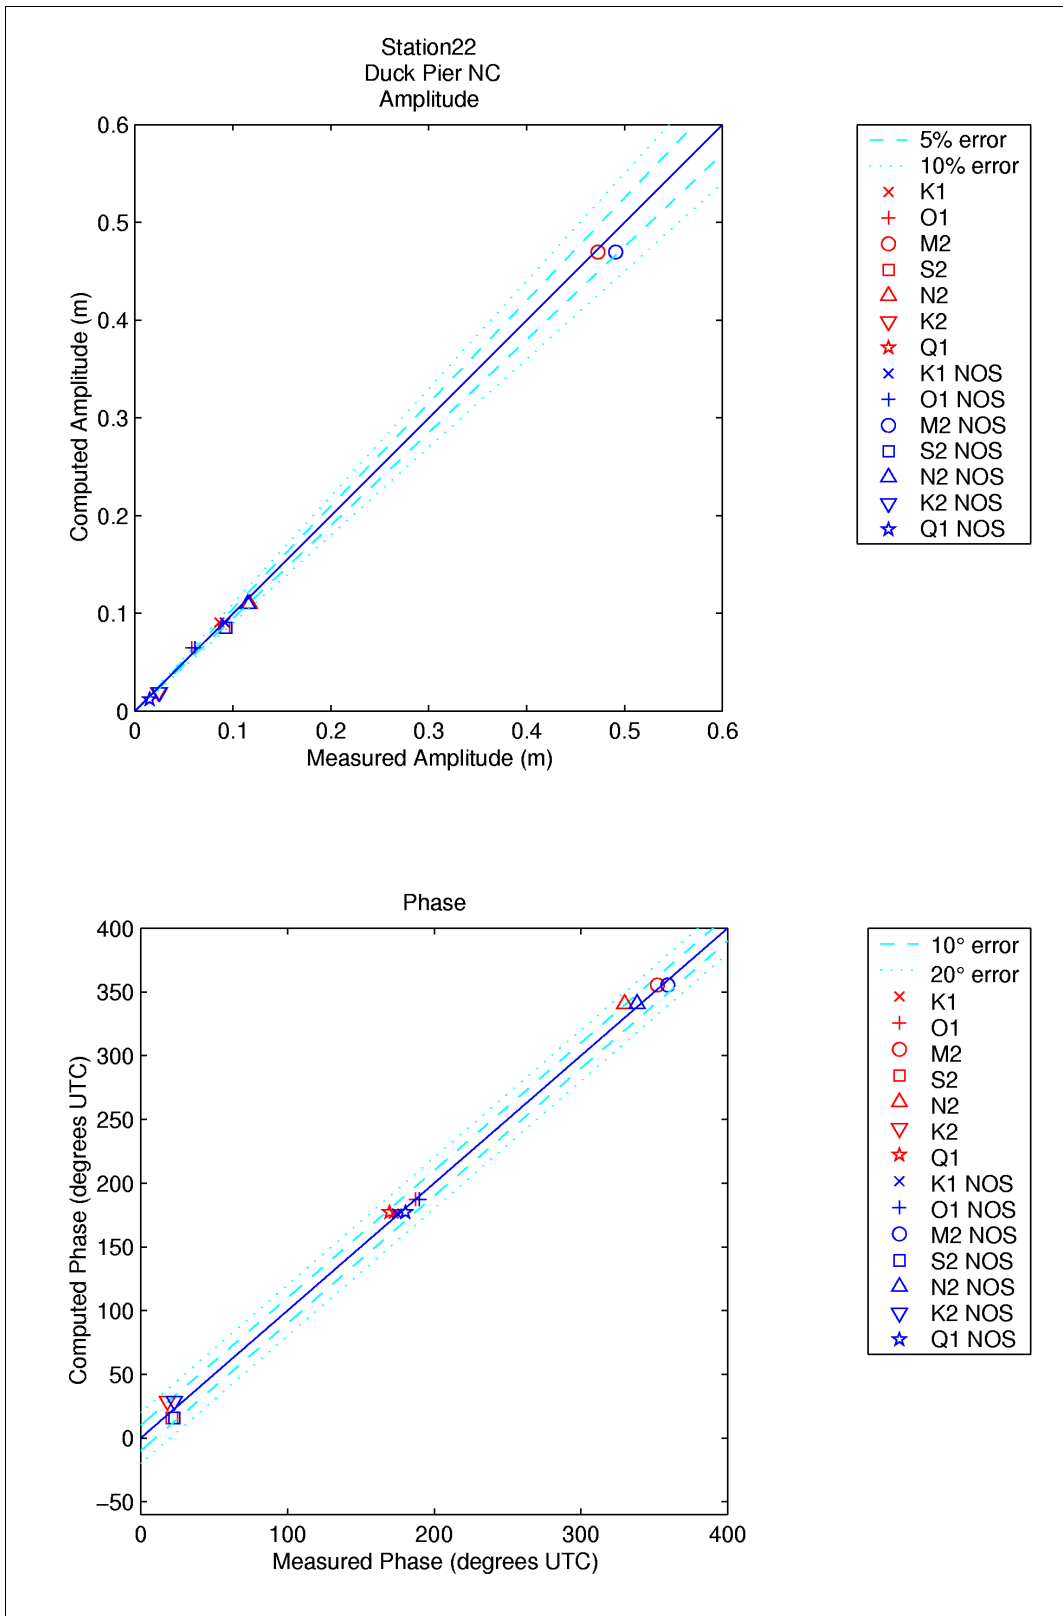 Station22
Duck Pier NC
Amplitude
0.6
0.5
0.4
0.3
0.2
0.1
0
Computed Amplitude (m)
0 0.1 0.2 0.3 0.4 0.5 0.6
Measured Amplitude (m)
5% error
10% error
K1
O1
M2
S2
N2
K2
Q1
K1 NOS
O1 NOS
M2 NOS
S2 NOS
N2 NOS
K2 NOS
Q1 NOS
Phase
400
350
300
250
200
150
100
50
0
−50
Computed Phase (degrees UTC)
0 100 200 300 400
Measured Phase (degrees UTC)
10° error
20° error
K1
O1
M2
S2
N2
K2
Q1
K1 NOS
O1 NOS
M2 NOS
S2 NOS
N2 NOS
K2 NOS
Q1 NOS